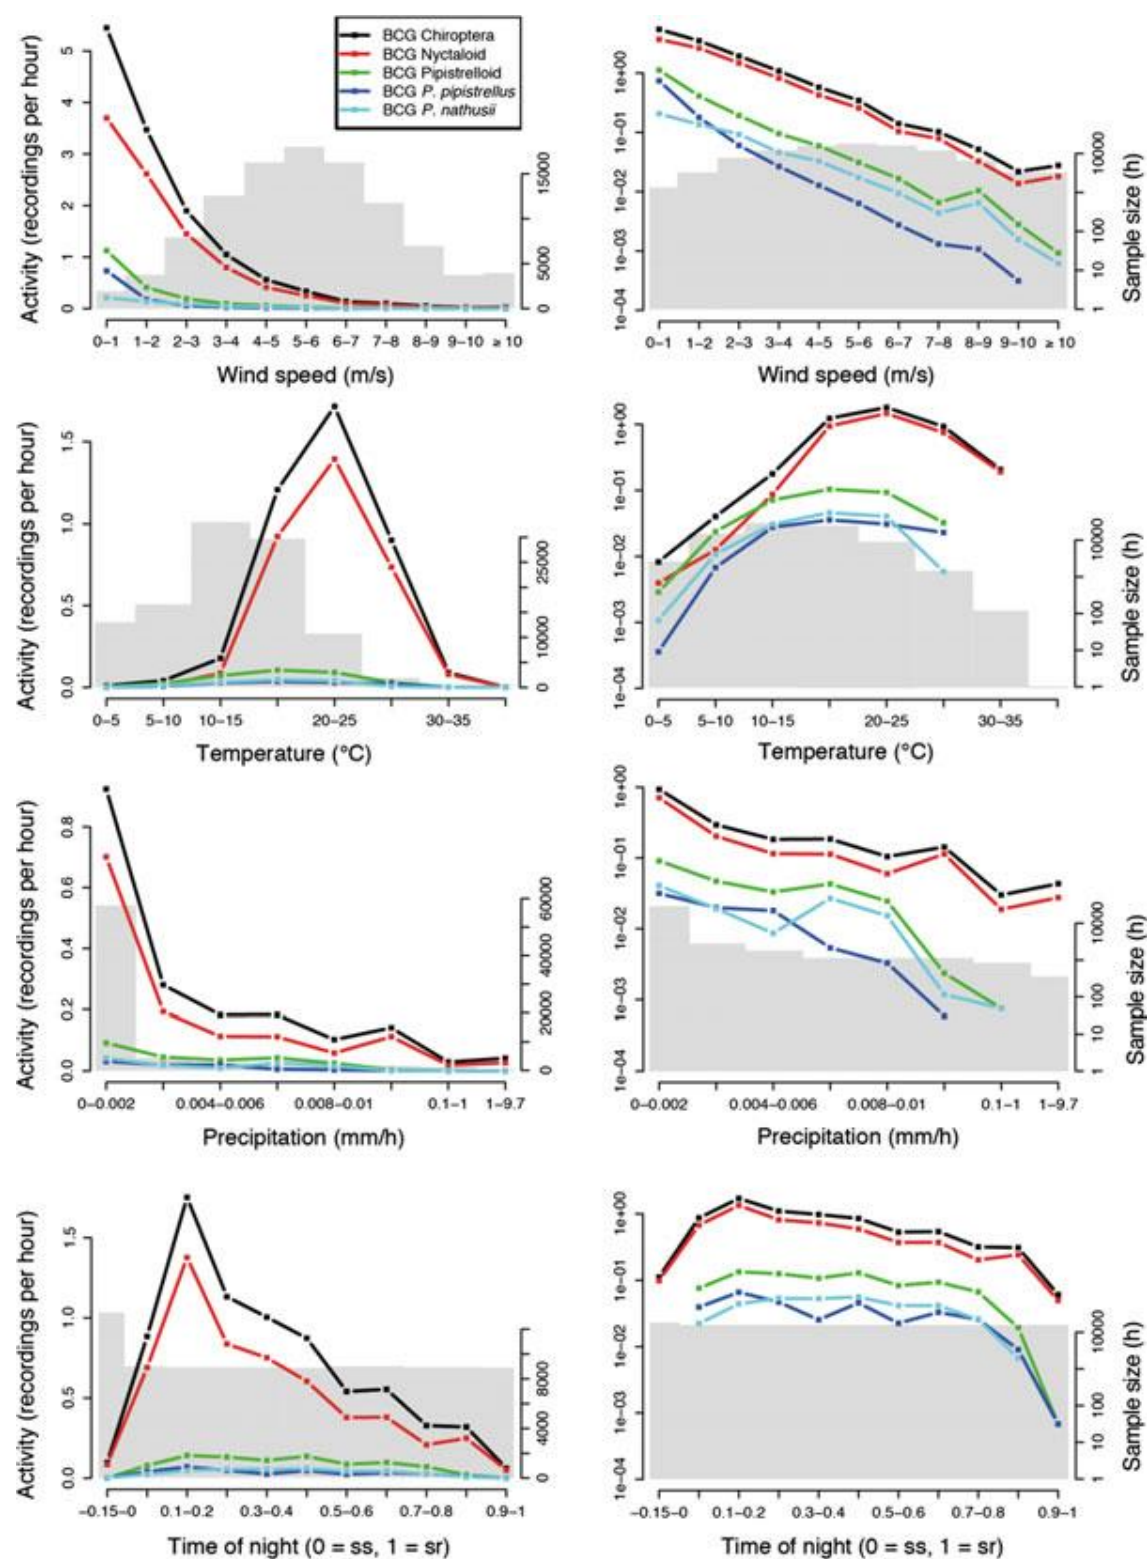 BCG Chiroptera
BCG Nyctaloid
BCG Pipistrelloid
BCG P. pipistrellus
BCG P. nathusii
Activity (recordings per hour)
5
4
3
2
1
0
15000
5000
0
0–1 1–2 2–3 3–4 4–5 5–6 6–7 7–8 8–9 9–10 ≥ 10
Wind speed (m/s)
1e+00
1e–01
1e–02
1e–03
1e–04
10000
100
10
1
Sample size (h)
0–1 1–2 2–3 3–4 4–5 5–6 6–7 7–8 8–9 9–10 ≥ 10
Wind speed (m/s)
Activity (recordings per hour)
1.5
1.0
0.5
0.0
25000
10000
0
0–5 5–10 10–15 20–25 30–35
Temperature (°C)
1e+00
1e–01
1e–02
1e–03
1e–04
10000
100
10
1
Sample size (h)
0–5 5–10 10–15 20–25 30–35
Temperature (°C)
Activity (recordings per hour)
0.8
0.6
0.4
0.2
0.0
60000
40000
20000
0
0–0.002 0.004–0.006 0.008–0.01 0.1–1 1–9.7
Precipitation (mm/h)
1e+00
1e–01
1e–02
1e–03
1e–04
10000
100
10
1
Sample size (h)
0–0.002 0.004–0.006 0.008–0.01 0.1–1 1–9.7
Precipitation (mm/h)
Activity (recordings per hour)
1.5
1.0
0.5
0.0
8000
4000
0
–0.15–0 0.1–0.2 0.3–0.4 0.5–0.6 0.7–0.8 0.9–1
Time of night (0 = ss, 1 = sr)
1e+00
1e–01
1e–02
1e–03
1e–04
10000
100
10
1
Sample size (h)
–0.15–0 0.1–0.2 0.3–0.4 0.5–0.6 0.7–0.8 0.9–1
Time of night (0 = ss, 1 = sr)